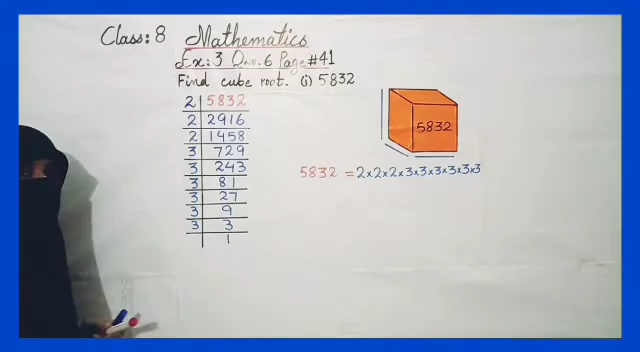 Class: 8 Mathematics
Ex: 3 Q no. 6 Page #41
Find cube root. (i) 5832
2 | 5832
2 | 2916
2 | 1458
3 | 729
3 | 243
3 | 81
3 | 27
3 | 9
3 | 3
| 1
5832
5832 = 2×2×2×3×3×3×3×3×3